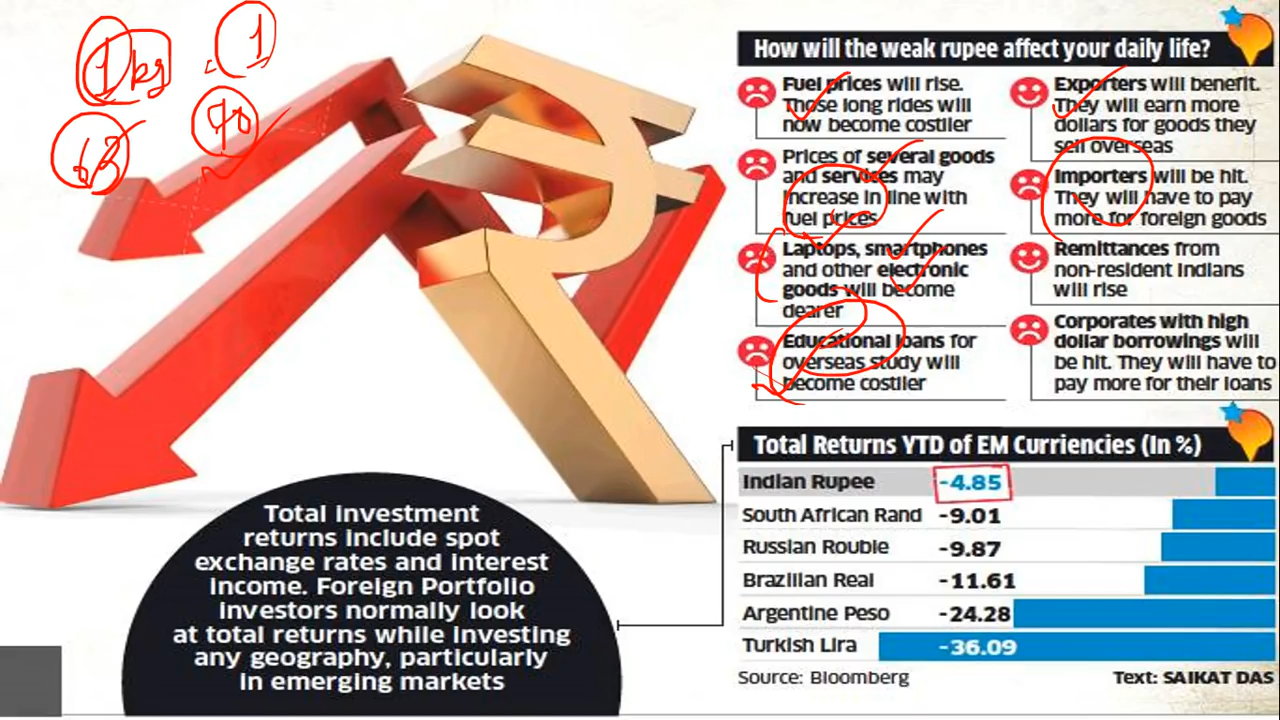 1 kg
1
63
70
How will the weak rupee affect your daily life?
Fuel prices will rise.
Those long rides will
now become costlier
Prices of several goods
and services may
increase in line with
fuel prices
Laptops, smartphones
and other electronic
goods will become
dearer
Educational loans for
overseas study will
become costlier
Exporters will benefit.
They will earn more
dollars for goods they
sell overseas
Importers will be hit.
They will have to pay
more for foreign goods
Remittances from
non-resident Indians
will rise
Corporates with high
dollar borrowings will
be hit. They will have to
pay more for their loans
Total Returns YTD of EM Curriencies (In %)
Indian Rupee -4.85
South African Rand -9.01
Russian Rouble -9.87
Brazilian Real -11.61
Argentine Peso -24.28
Turkish Lira -36.09
Source: Bloomberg Text: SAIKAT DAS
Total investment
returns include spot
exchange rates and interest
income. Foreign Portfolio
investors normally look
at total returns while investing
any geography, particularly
in emerging markets